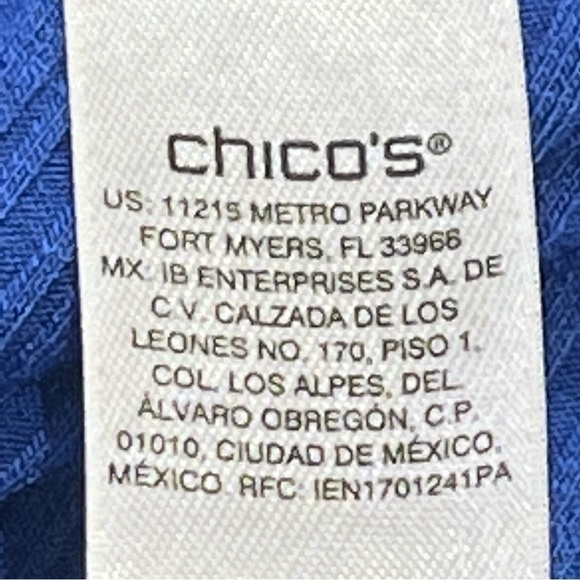 chico's®
US: 11215 METRO PARKWAY
FORT MYERS, FL 33966
MX: IB ENTERPRISES S.A. DE
C.V. CALZADA DE LOS
LEONES NO. 170, PISO 1.
COL. LOS ALPES, DEL.
ÁLVARO OBREGÓN, C.P.
01010, CIUDAD DE MÉXICO,
MÉXICO. RFC: IEN1701241PA